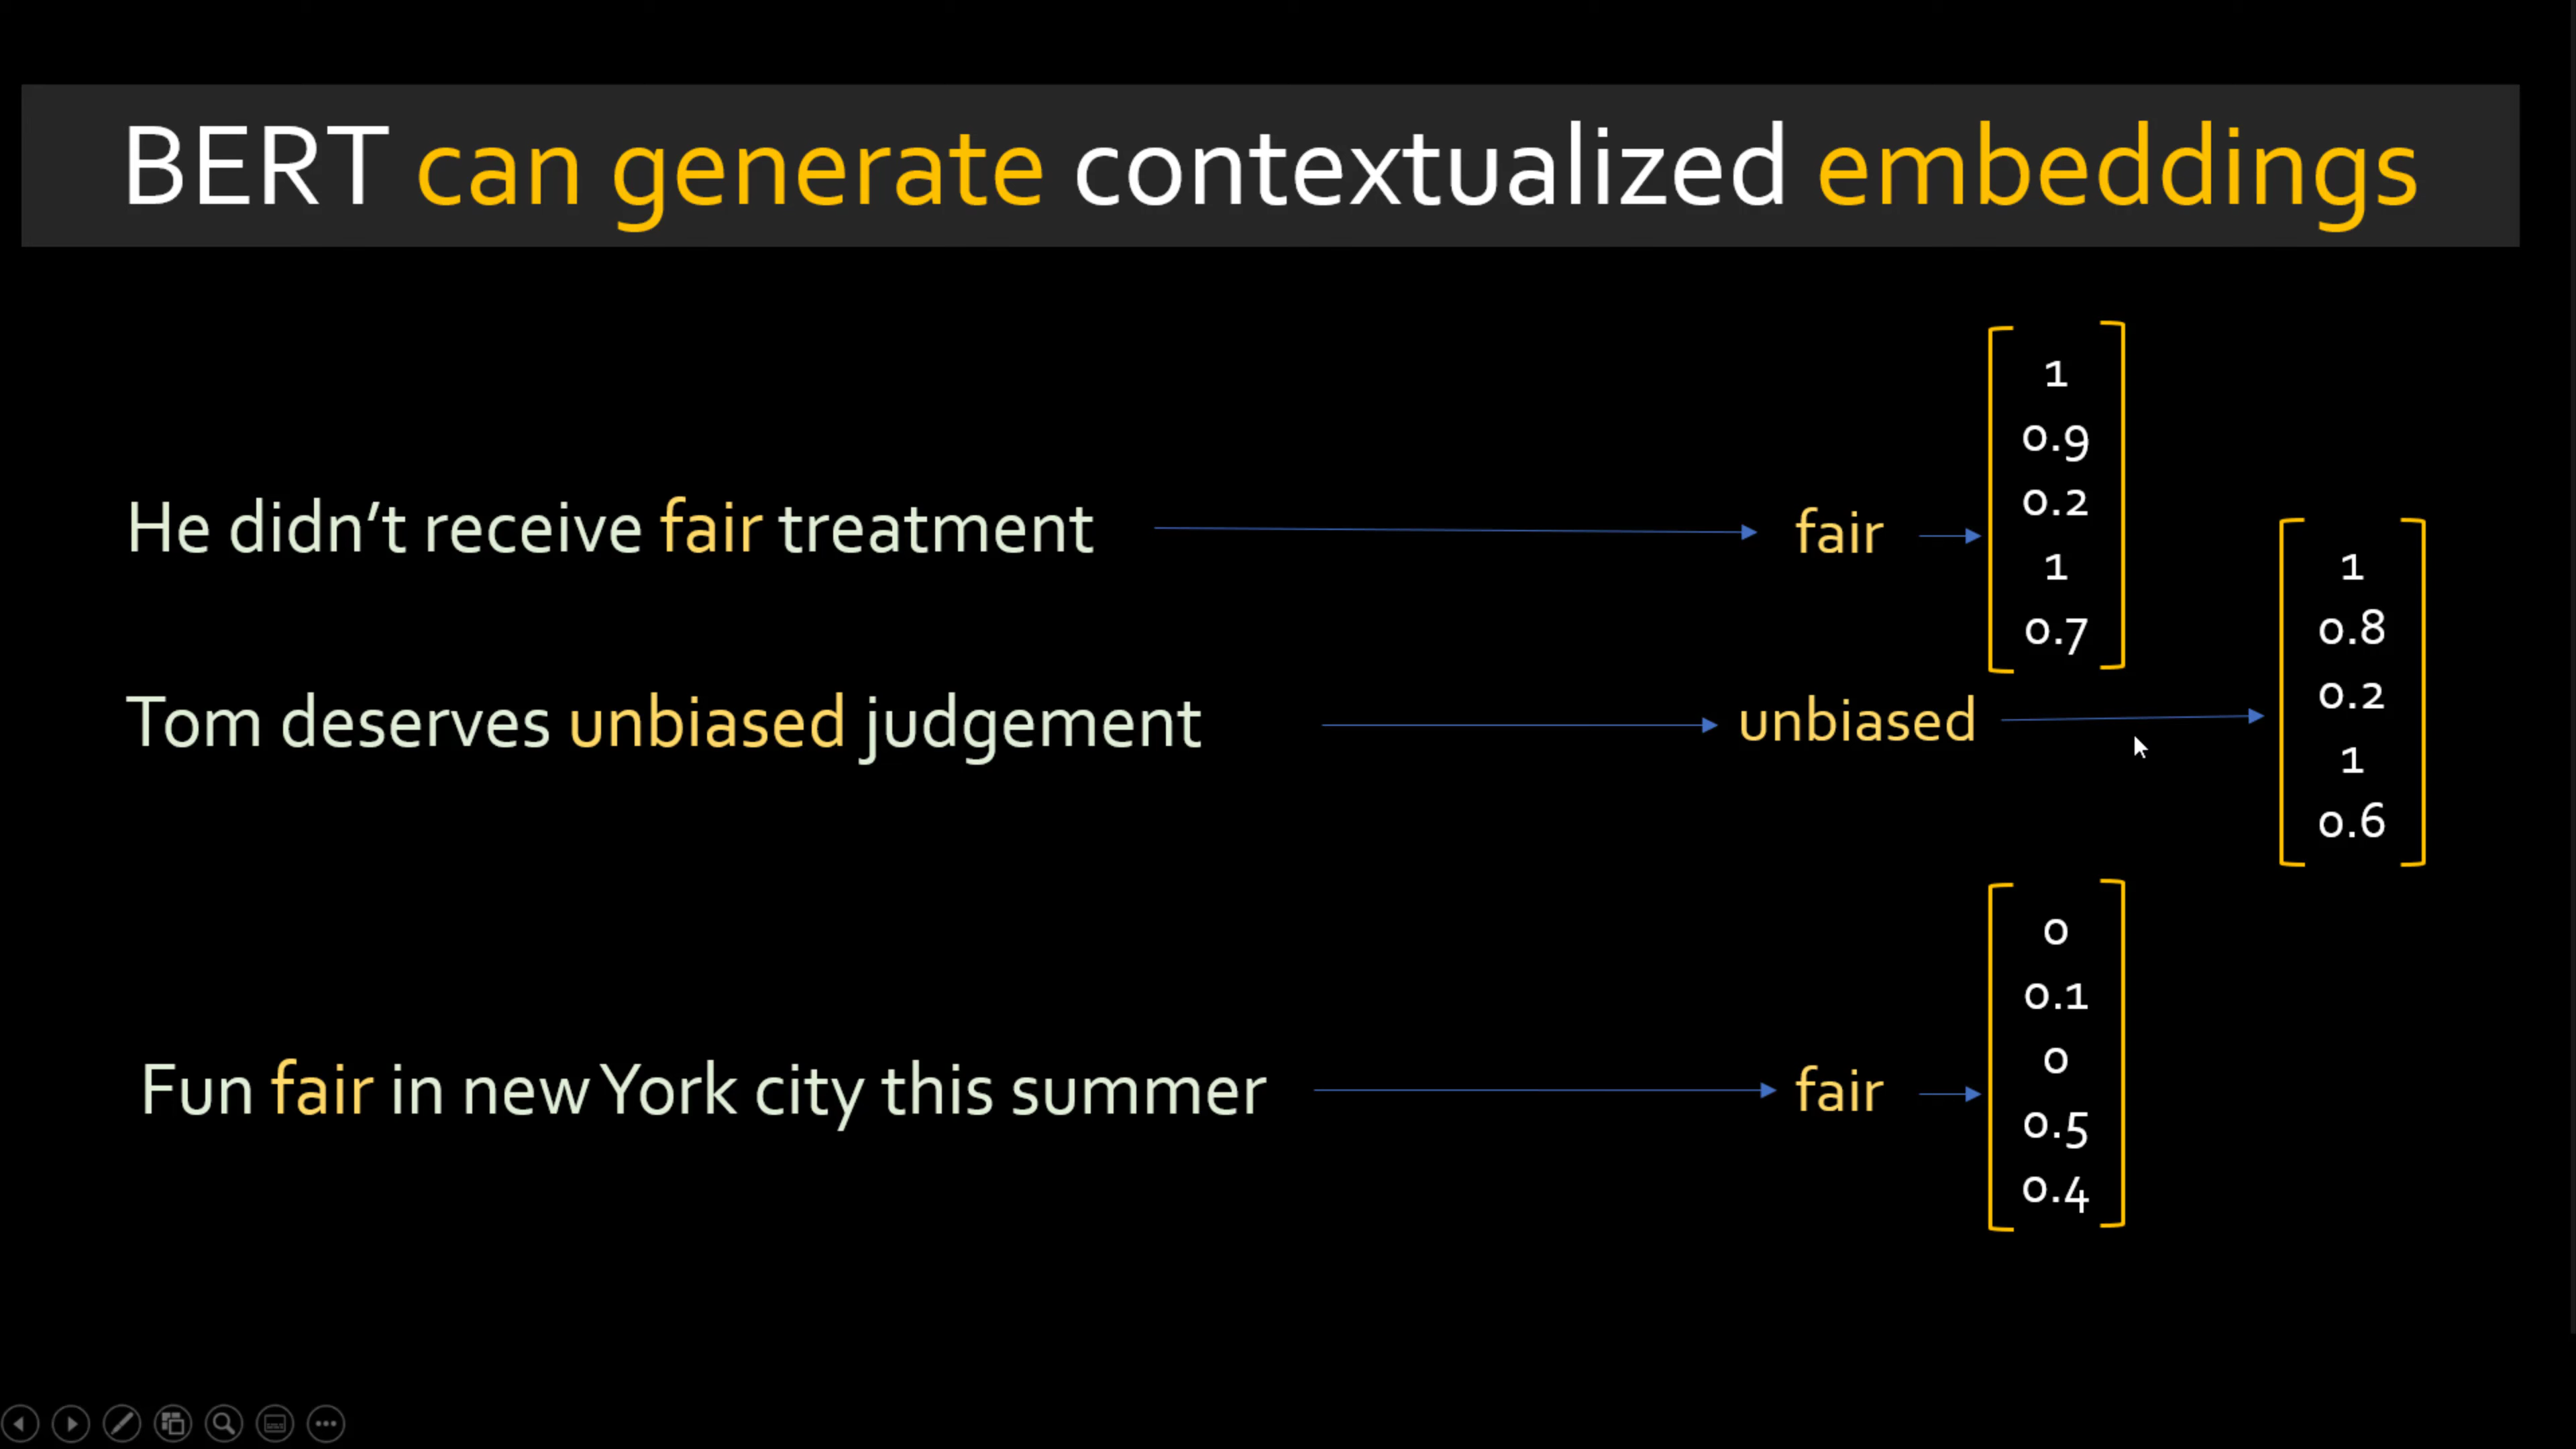 BERT can generate contextualized embeddings
He didn't receive fair treatment
fair
1
0.9
0.2
1
0.7
Tom deserves unbiased judgement
unbiased
1
0.8
0.2
1
0.6
Fun fair in new York city this summer
fair
0
0.1
0
0.5
0.4